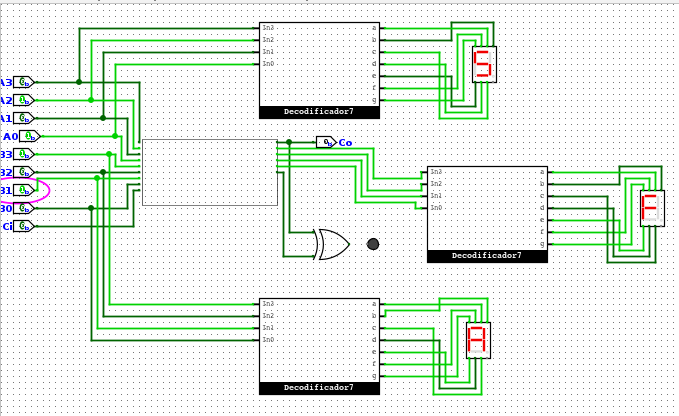 A3
A2
A1
A0
B3
B2
B1
B0
Ci
In3 a
In2 b
In1 c
In0 d
e
f
g
Decodificador7
Co
In3 a
In2 b
In1 c
In0 d
e
f
g
Decodificador7
In3 a
In2 b
In1 c
In0 d
e
f
g
Decodificador7